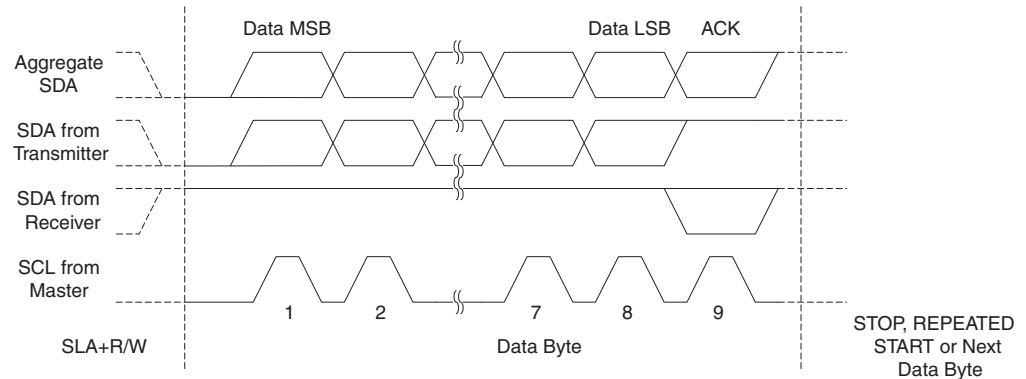 Data MSB
Data LSB
ACK
Aggregate
SDA
SDA from
Transmitter
SDA from
Receiver
SCL from
Master
1
2
7
8
9
SLA+R/W
Data Byte
STOP, REPEATED
START or Next
Data Byte